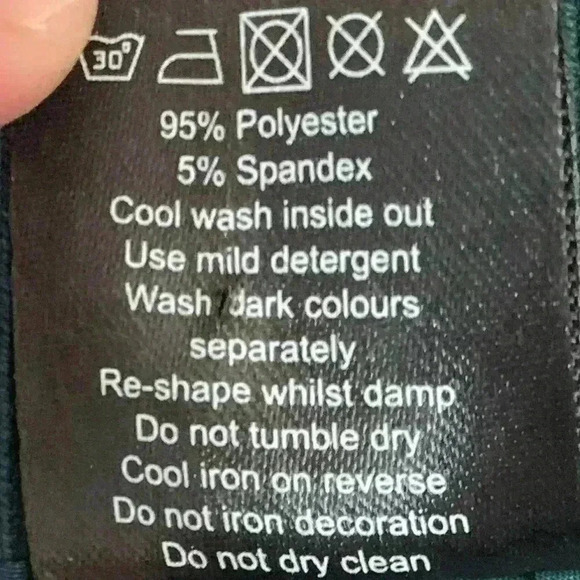 30°
95% Polyester
5% Spandex
Cool wash inside out
Use mild detergent
Wash dark colours
separately
Re-shape whilst damp
Do not tumble dry
Cool iron on reverse
Do not iron decoration
Do not dry clean